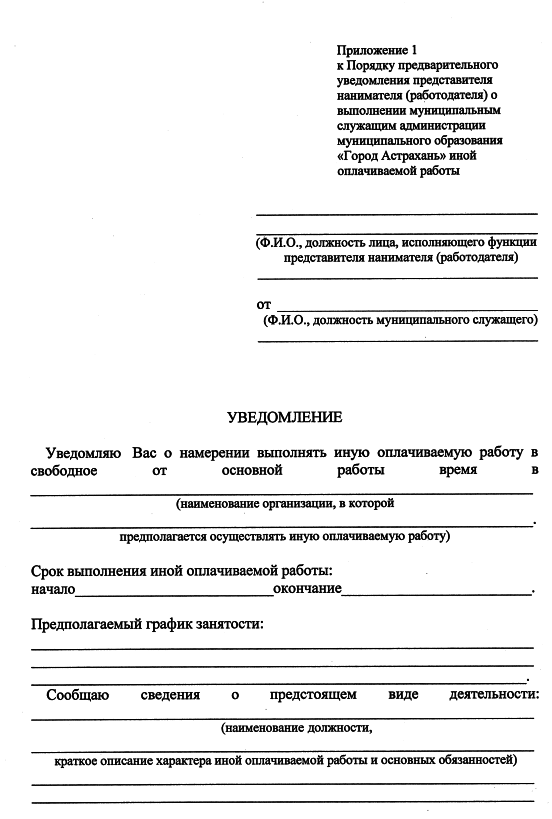 Приложение 1
к Порядку предварительного
уведомления представителя
нанимателя (работодателя) о
выполнении муниципальным
служащим администрации
муниципального образования
«Город Астрахань» иной
оплачиваемой работы
(Ф.И.О., должность лица, исполняющего функции
представителя нанимателя (работодателя)
от
(Ф.И.О., должность муниципального служащего)
УВЕДОМЛЕНИЕ
Уведомляю Вас о намерении выполнять иную оплачиваемую работу в
свободное от основной работы время в
(наименование организации, в которой
.
предполагается осуществлять иную оплачиваемую работу)
Срок выполнения иной оплачиваемой работы:
начало окончание .
Предполагаемый график занятости:
.
Сообщаю сведения о предстоящем виде деятельности:
(наименование должности,
краткое описание характера иной оплачиваемой работы и основных обязанностей)